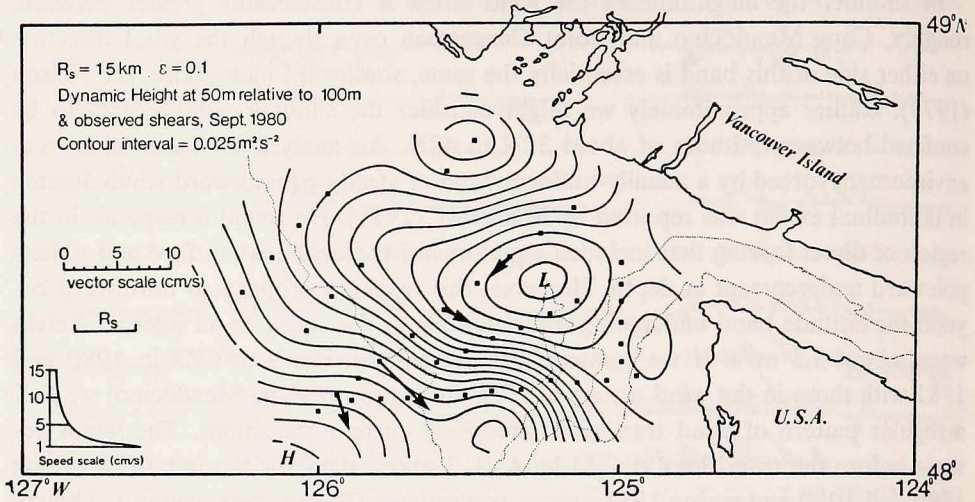 49°N
R_s = 15 km ε = 0.1
Dynamic Height at 50m relative to 100m
& observed shears, Sept. 1980
Contour interval = 0.025 m² s⁻²
Vancouver Island
0 5 10
vector scale (cm/s)
L
R_s
15
10
5
1
Speed scale (cm/s)
U.S.A.
H
127°W
126°
125°
124°
48°